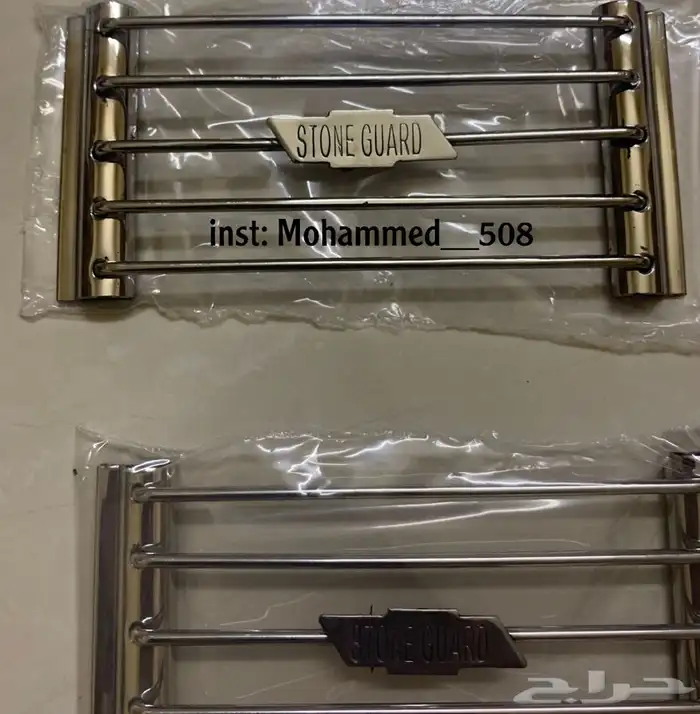 STONE GUARD
inst: Mohammed__508
STONE GUARD
حراج